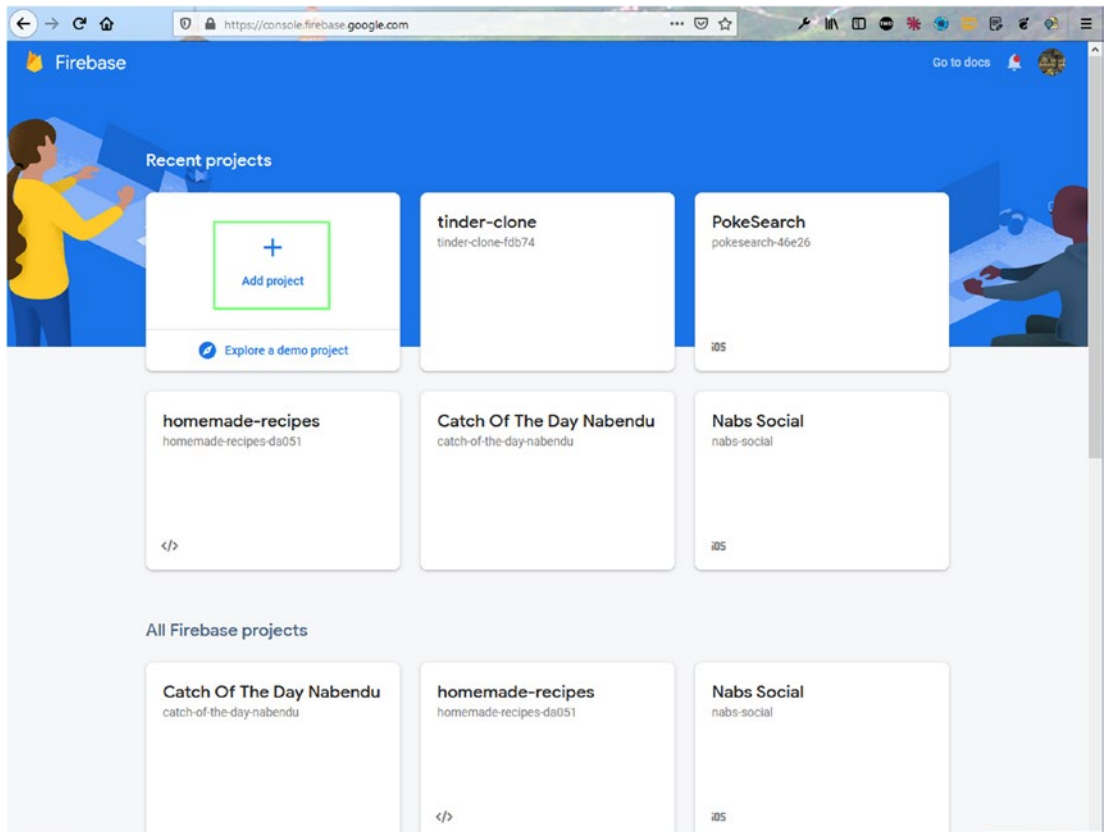 https://console.firebase.google.com
Firebase
Go to docs
Recent projects
Add project
Explore a demo project
tinder-clone
tinder-clone-fdb74
PokeSearch
pokesearch-46e26
iOS
homemade-recipes
homemade-recipes-da051
</>
Catch Of The Day Nabendu
catch-of-the-day-nabendu
Nabs Social
nabs-social
iOS
All Firebase projects
Catch Of The Day Nabendu
catch-of-the-day-nabendu
homemade-recipes
homemade-recipes-da051
</>
Nabs Social
nabs-social
iOS